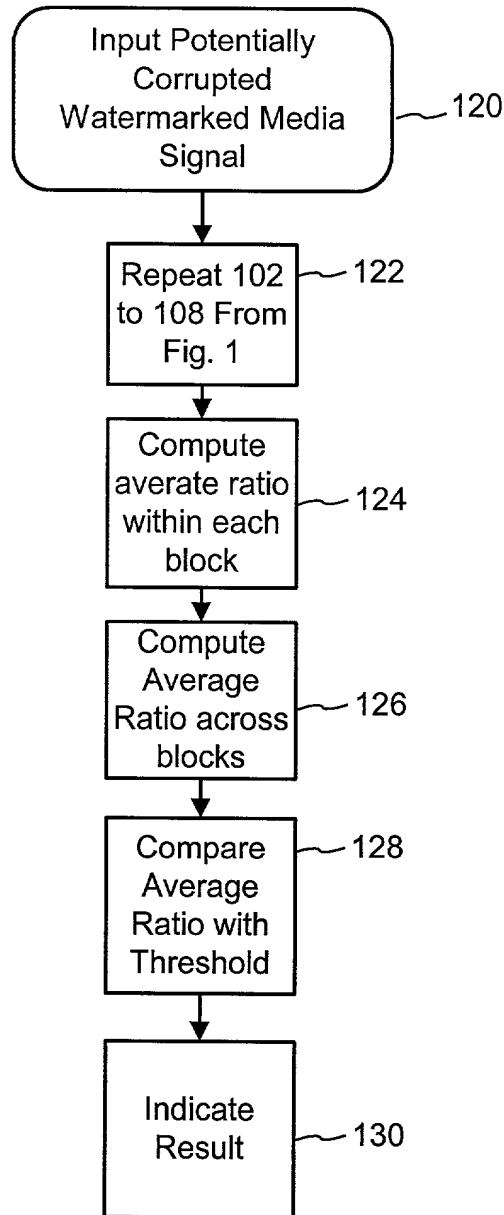 Input Potentially
Corrupted
Watermarked Media
Signal
120
Repeat 102
to 108 From
Fig. 1
122
Compute
averate ratio
within each
block
124
Compute
Average
Ratio across
blocks
126
Compare
Average
Ratio with
Threshold
128
Indicate
Result
130